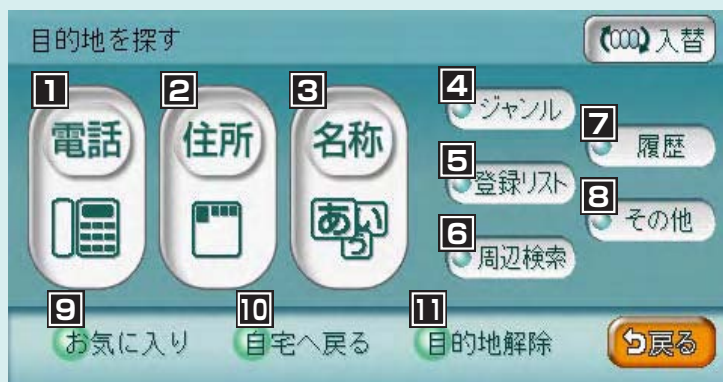 目的地を探す
入替
1
電話
2
住所
3
名称
あいう
4
ジャンル
5
登録リスト
6
周辺検索
7
履歴
8
その他
9
お気に入り
10
自宅へ戻る
11
目的地解除
戻る